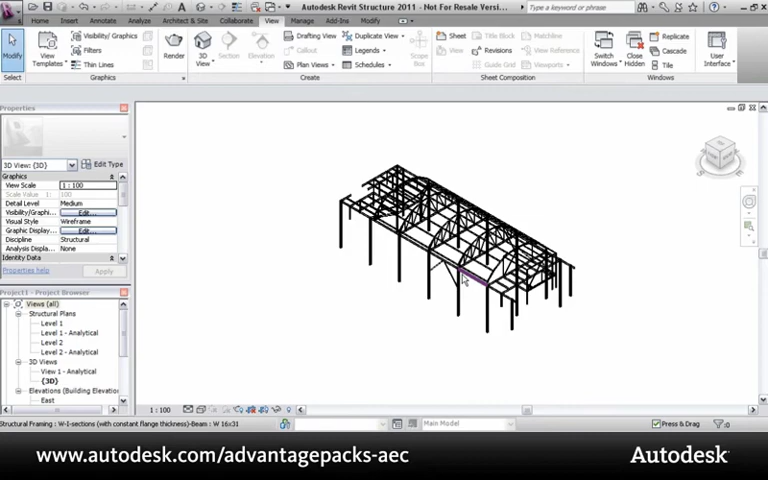 Autodesk Revit Structure 2011 - Not For Resale Versi...
Type a keyword or phrase
Home Insert Annotate Analyze Architect & Site Collaborate View Manage Add-Ins Modify
Modify
View Templates
Visibility/ Graphics
Filters
Thin Lines
Render
3D View
Section
Elevation
Drafting View
Callout
Plan Views
Duplicate View
Legends
Schedules
Scope Box
Sheet
View
Title Block
Revisions
Guide Grid
Matchline
View Reference
Viewports
Switch Windows
Close Hidden
Replicate
Cascade
Tile
User Interface
Select Graphics Create Sheet Composition Windows
Properties
3D View: {3D} Edit Type
Graphics
View Scale 1 : 100
Scale Value 1: 100
Detail Level Medium
Visibility/Graphi... Edit...
Visual Style Wireframe
Graphic Display... Edit...
Discipline Structural
Analysis Displa... None
Identity Data
Properties help Apply
Project1 - Project Browser
Views (all)
Structural Plans
Level 1
Level 1 - Analytical
Level 2
Level 2 - Analytical
3D Views
View 1 - Analytical
{3D}
Elevations (Building Elevation
East
1 : 100
Structural Framing : W-I-sections (with constant flange thickness)-Beam : W 16x31
Main Model
Press & Drag
:0
www.autodesk.com/advantagepacks-aec
Autodesk